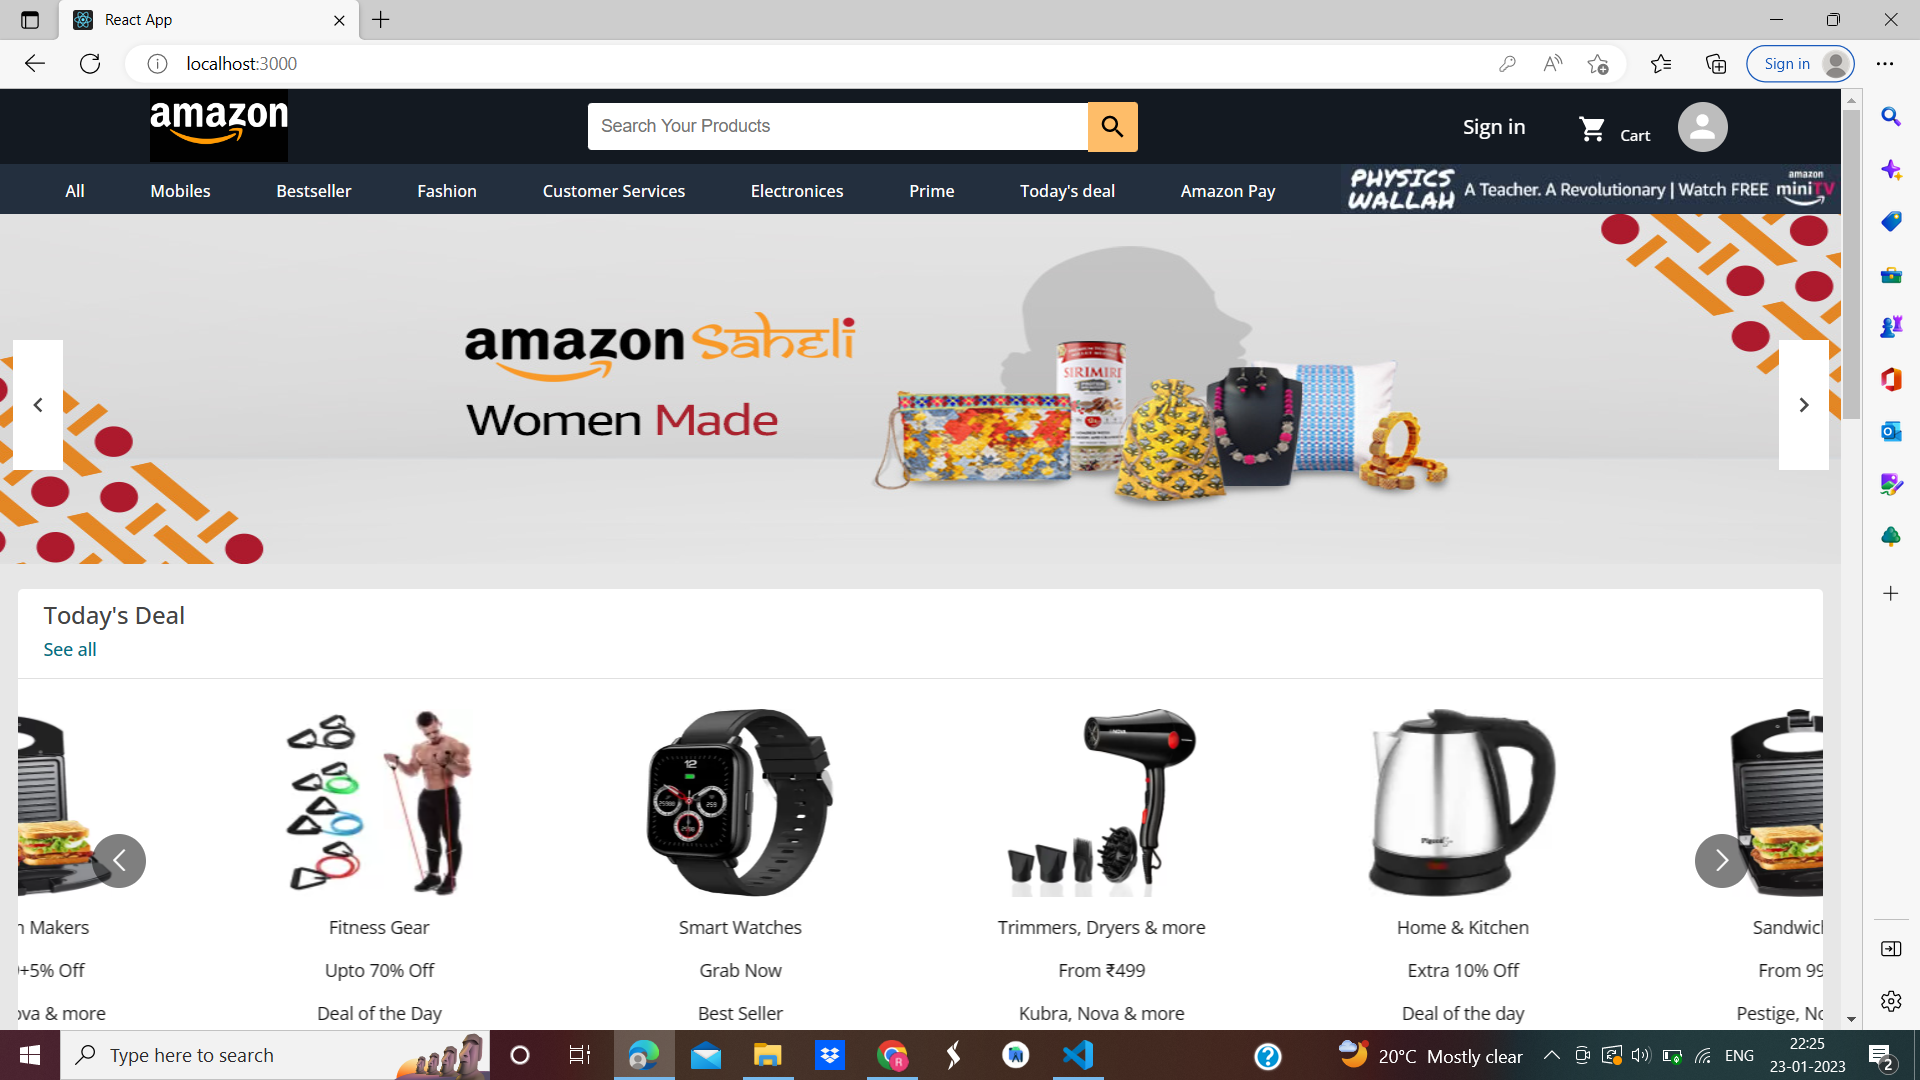 React App
localhost:3000
Sign in
amazon
Search Your Products
Sign in
Cart
All
Mobiles
Bestseller
Fashion
Customer Services
Electronices
Prime
Today's deal
Amazon Pay
PHYSICS WALLAH
A Teacher. A Revolutionary | Watch FREE
amazon miniTV
amazon Saheli
Women Made
SIRIMIRI
Today's Deal
See all
n Makers
Fitness Gear
Smart Watches
Trimmers, Dryers & more
Home & Kitchen
Sandwich
+5% Off
Upto 70% Off
Grab Now
From ₹499
Extra 10% Off
From 99
ova & more
Deal of the Day
Best Seller
Kubra, Nova & more
Deal of the day
Pestige, No
Type here to search
20°C Mostly clear
ENG
22:25
23-01-2023
2